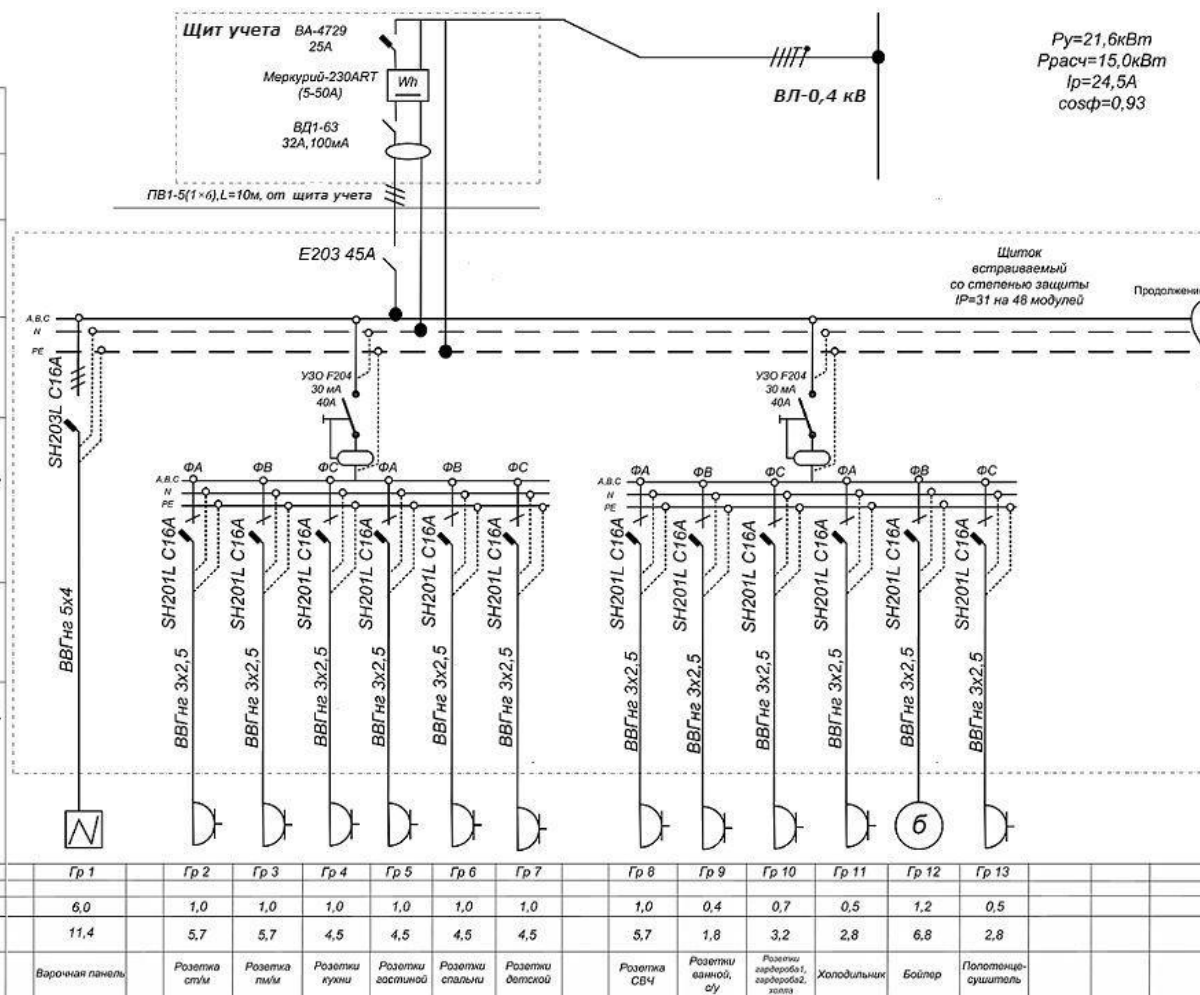 Щит учета
ВА-4729
25А
Меркурий-230ART
(5-50А)
Wh
ВД1-63
32А,100мА
ВЛ-0,4 кВ
Ру=21,6кВт
Ррасч=15,0кВт
Iр=24,5А
cosф=0,93
ПВ1-5(1×6),L=10м, от щита учета
Е203 45А
Щиток
встраиваемый
со степенью защиты
IP=31 на 48 модулей
Продолжение
А,В,С
N
PE
УЗО F204
30 мА
40А
УЗО F204
30 мА
40А
SH203L C16A
ВВГнг 5х4
А,В,С
N
PE
ФА ФВ ФС ФА ФВ ФС
SH201L C16A SH201L C16A SH201L C16A SH201L C16A SH201L C16A SH201L C16A
ВВГнг 3х2,5 ВВГнг 3х2,5 ВВГнг 3х2,5 ВВГнг 3х2,5 ВВГнг 3х2,5 ВВГнг 3х2,5
А,В,С
N
PE
ФА ФВ ФС ФА ФВ ФС
SH201L C16A SH201L C16A SH201L C16A SH201L C16A SH201L C16A SH201L C16A
ВВГнг 3х2,5 ВВГнг 3х2,5 ВВГнг 3х2,5 ВВГнг 3х2,5 ВВГнг 3х2,5 ВВГнг 3х2,5
б
Гр 1 Гр 2 Гр 3 Гр 4 Гр 5 Гр 6 Гр 7 Гр 8 Гр 9 Гр 10 Гр 11 Гр 12 Гр 13
6,0 1,0 1,0 1,0 1,0 1,0 1,0 1,0 0,4 0,7 0,5 1,2 0,5
11,4 5,7 5,7 4,5 4,5 4,5 4,5 5,7 1,8 3,2 2,8 6,8 2,8
Варочная панель
Розетка
ст/м
Розетка
пм/м
Розетки
кухни
Розетки
гостиной
Розетки
спальни
Розетки
детской
Розетка
СВЧ
Розетки
ванной,
с/у
Розетки
гардероба1,
гардероба2,
холла
Холодильник
Бойлер
Полотенце-
сушитель